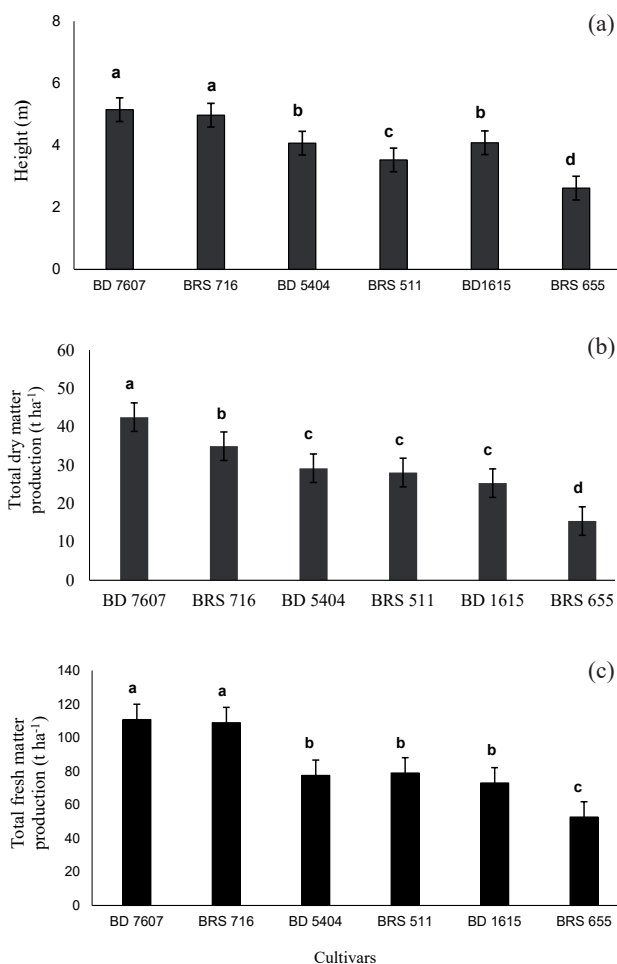 (a)
8
6
4
2
0
Height (m)
a
a
b
c
b
d
BD 7607 BRS 716 BD 5404 BRS 511 BD1615 BRS 655
(b)
60
50
40
30
20
10
0
Ttotal dry matter
production (t ha⁻¹)
a
b
c
c
c
d
BD 7607 BRS 716 BD 5404 BRS 511 BD 1615 BRS 655
(c)
140
120
100
80
60
40
20
0
Total fresh matter
production (t ha⁻¹)
a
a
b
b
b
c
BD 7607 BRS 716 BD 5404 BRS 511 BD 1615 BRS 655
Cultivars